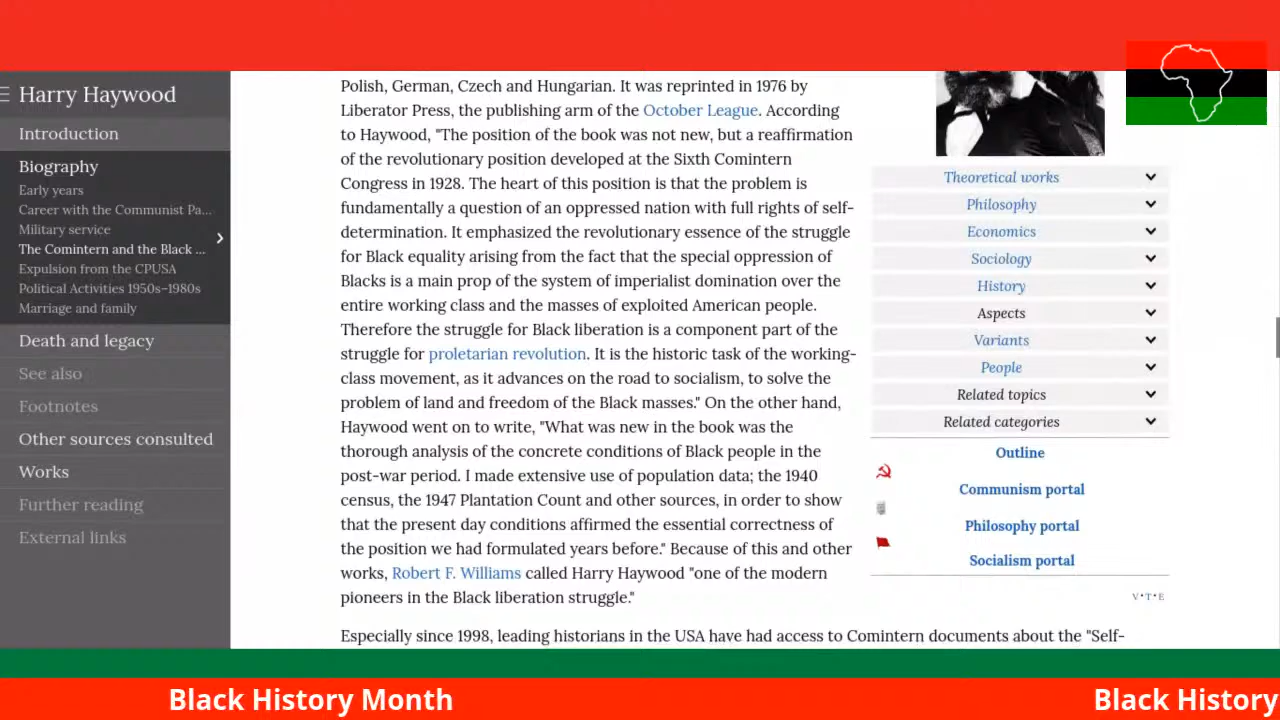 ☰ Harry Haywood
Introduction
Biography
Early years
Career with the Communist Pa...
Military service
The Comintern and the Black ...
Expulsion from the CPUSA
Political Activities 1950s–1980s
Marriage and family
Death and legacy
See also
Footnotes
Other sources consulted
Works
Further reading
External links
Polish, German, Czech and Hungarian. It was reprinted in 1976 by
Liberator Press, the publishing arm of the October League. According
to Haywood, "The position of the book was not new, but a reaffirmation
of the revolutionary position developed at the Sixth Comintern
Congress in 1928. The heart of this position is that the problem is
fundamentally a question of an oppressed nation with full rights of self-
determination. It emphasized the revolutionary essence of the struggle
for Black equality arising from the fact that the special oppression of
Blacks is a main prop of the system of imperialist domination over the
entire working class and the masses of exploited American people.
Therefore the struggle for Black liberation is a component part of the
struggle for proletarian revolution. It is the historic task of the working-
class movement, as it advances on the road to socialism, to solve the
problem of land and freedom of the Black masses." On the other hand,
Haywood went on to write, "What was new in the book was the
thorough analysis of the concrete conditions of Black people in the
post-war period. I made extensive use of population data; the 1940
census, the 1947 Plantation Count and other sources, in order to show
that the present day conditions affirmed the essential correctness of
the position we had formulated years before." Because of this and other
works, Robert F. Williams called Harry Haywood "one of the modern
pioneers in the Black liberation struggle."
Especially since 1998, leading historians in the USA have had access to Comintern documents about the "Self-
Theoretical works
Philosophy
Economics
Sociology
History
Aspects
Variants
People
Related topics
Related categories
Outline
Communism portal
Philosophy portal
Socialism portal
V·T·E
Black History Month
Black History